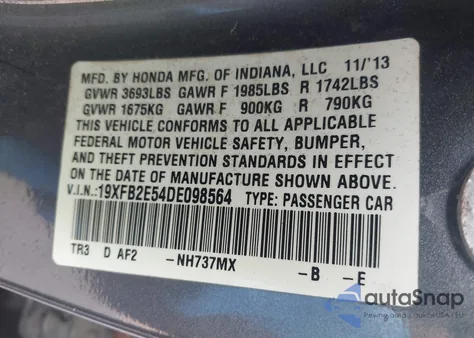 MFD. BY HONDA MFG. OF INDIANA, LLC 11/'13
GVWR 3693LBS GAWR F 1985LBS R 1742LBS
GVWR 1675KG GAWR F 900KG R 790KG
THIS VEHICLE CONFORMS TO ALL APPLICABLE
FEDERAL MOTOR VEHICLE SAFETY, BUMPER,
AND THEFT PREVENTION STANDARDS IN EFFECT
ON THE DATE OF MANUFACTURE SHOWN ABOVE.
V.I.N.:19XFB2E54DE098564 TYPE: PASSENGER CAR
TR3 D AF2 -NH737MX -B -E
autoSnap